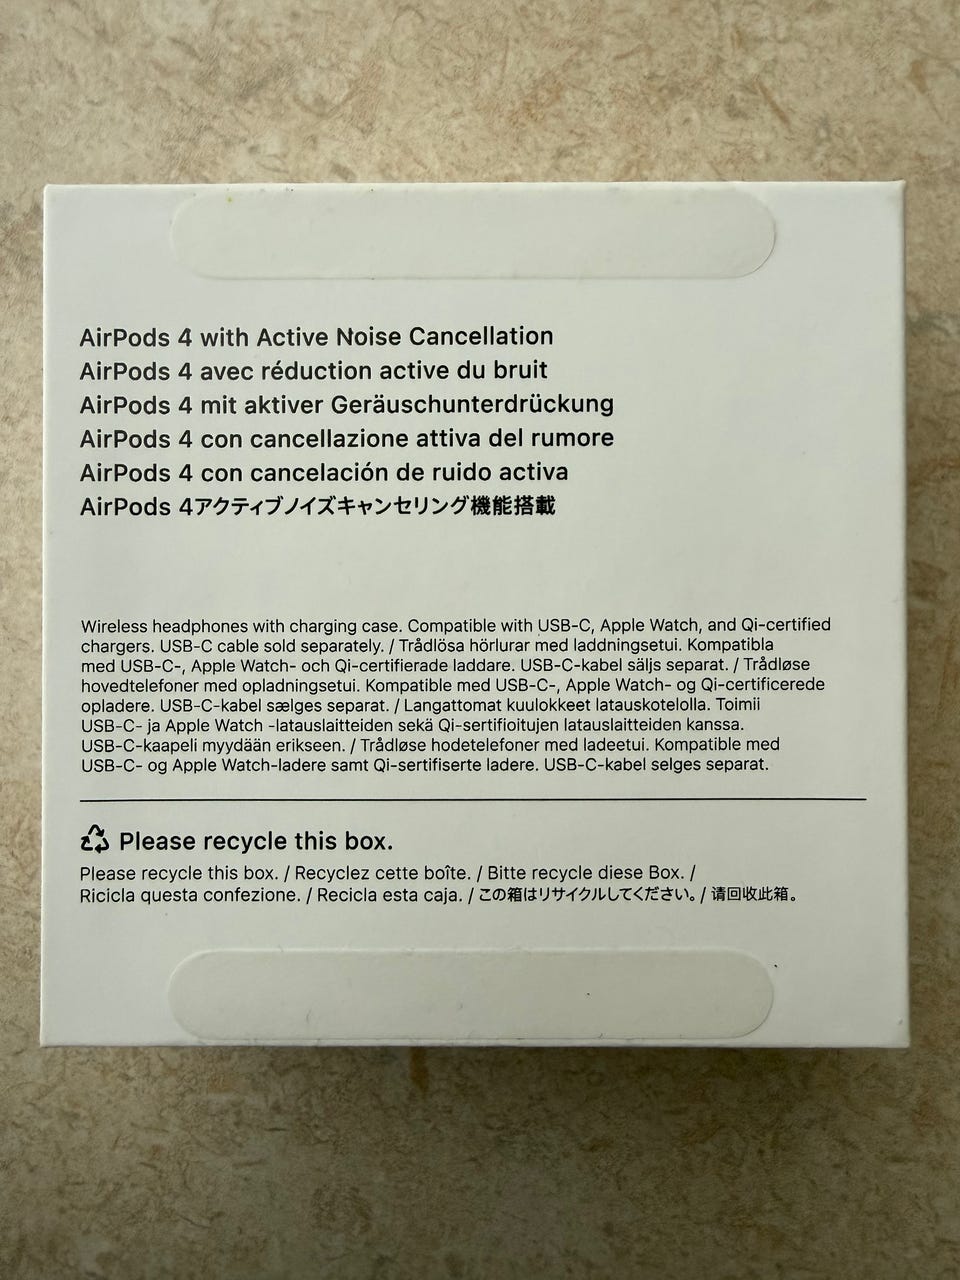 AirPods 4 with Active Noise Cancellation
AirPods 4 avec réduction active du bruit
AirPods 4 mit aktiver Geräuschunterdrückung
AirPods 4 con cancellazione attiva del rumore
AirPods 4 con cancelación de ruido activa
AirPods 4アクティブノイズキャンセリング機能搭載
Wireless headphones with charging case. Compatible with USB-C, Apple Watch, and Qi-certified
chargers. USB-C cable sold separately. / Trådlösa hörlurar med laddningsetui. Kompatibla
med USB-C-, Apple Watch- och Qi-certifierade laddare. USB-C-kabel säljs separat. / Trådløse
hovedtelefoner med opladningsetui. Kompatible med USB-C-, Apple Watch- og Qi-certificerede
opladere. USB-C-kabel sælges separat. / Langattomat kuulokkeet latauskotelolla. Toimii
USB-C- ja Apple Watch -latauslaitteiden sekä Qi-sertifioitujen latauslaitteiden kanssa.
USB-C-kaapeli myydään erikseen. / Trådløse hodetelefoner med ladeetui. Kompatible med
USB-C- og Apple Watch-ladere samt Qi-sertifiserte ladere. USB-C-kabel selges separat.
Please recycle this box.
Please recycle this box. / Recyclez cette boîte. / Bitte recycle diese Box. /
Ricicla questa confezione. / Recicla esta caja. / この箱はリサイクルしてください。/ 请回收此箱。